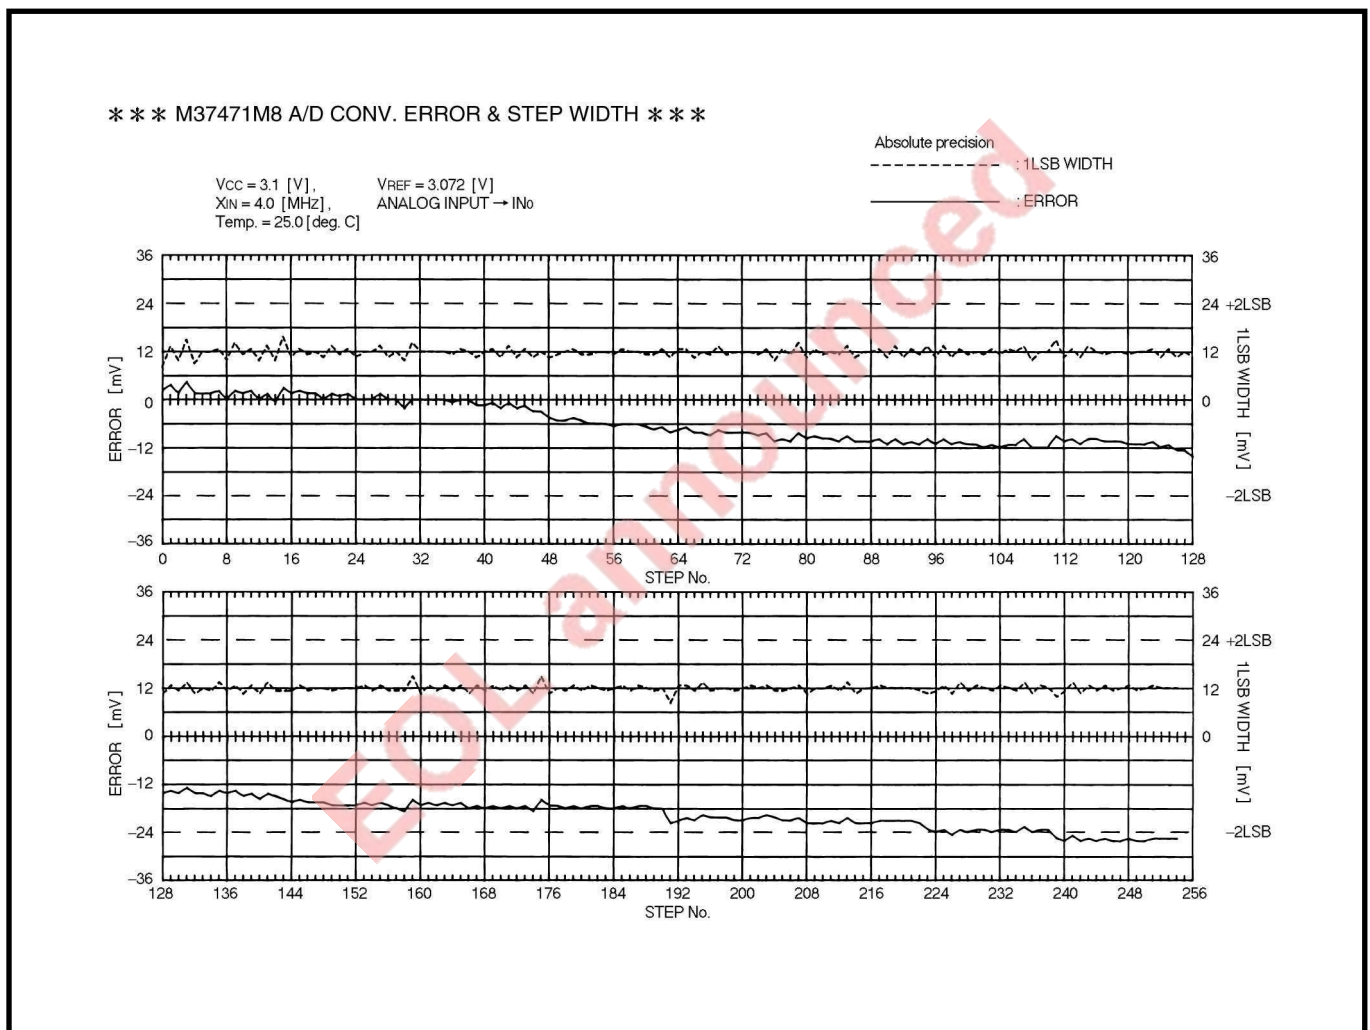 *** M37471M8 A/D CONV. ERROR & STEP WIDTH ***
Absolute precision
: 1LSB WIDTH
: ERROR
VCC = 3.1 [V], VREF = 3.072 [V]
XIN = 4.0 [MHz], ANALOG INPUT → IN0
Temp. = 25.0 [deg. C]
36 36
24 24 +2LSB
12 12
0 0
−12
−24 −2LSB
−36
ERROR [mV]
1LSB WIDTH [mV]
0 8 16 24 32 40 48 56 64 72 80 88 96 104 112 120 128
STEP No.
36 36
24 24 +2LSB
12 12
0 0
−12
−24 −2LSB
−36
ERROR [mV]
1LSB WIDTH [mV]
128 136 144 152 160 168 176 184 192 200 208 216 224 232 240 248 256
STEP No.
EOL announced